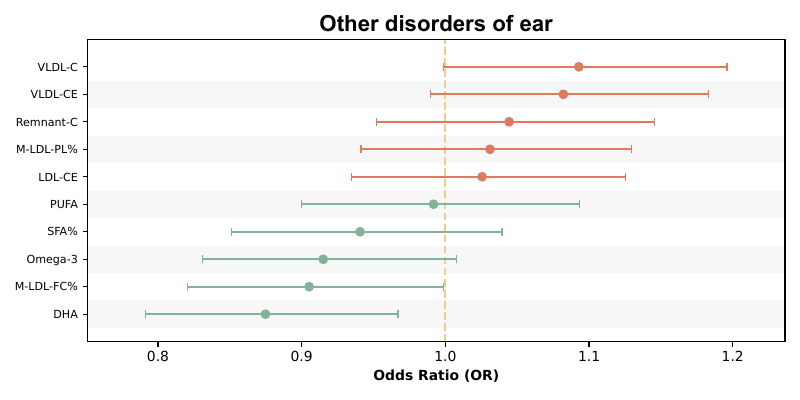 Other disorders of ear
VLDL-C
VLDL-CE
Remnant-C
M-LDL-PL%
LDL-CE
PUFA
SFA%
Omega-3
M-LDL-FC%
DHA
0.8 0.9 1.0 1.1 1.2
Odds Ratio (OR)